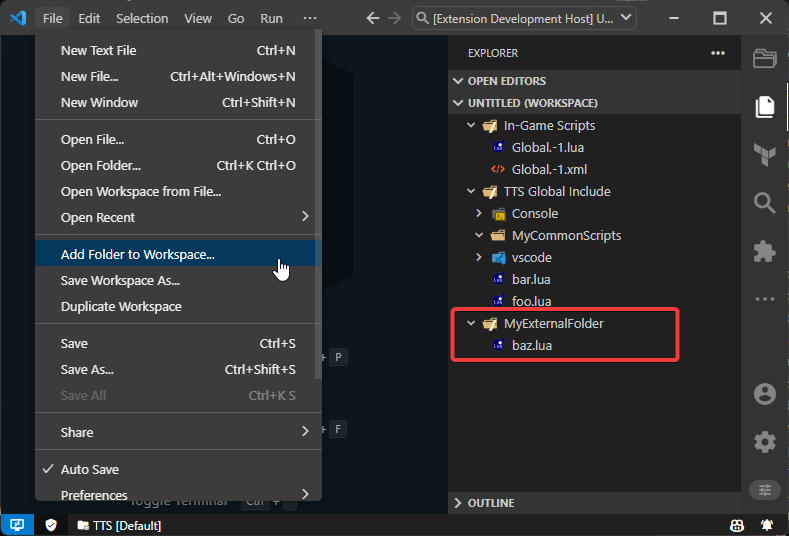 File Edit Selection View Go Run ··· [Extension Development Host] U...
New Text File Ctrl+N
New File... Ctrl+Alt+Windows+N
New Window Ctrl+Shift+N
Open File... Ctrl+O
Open Folder... Ctrl+K Ctrl+O
Open Workspace from File...
Open Recent
Add Folder to Workspace...
Save Workspace As...
Duplicate Workspace
Save Ctrl+S
Save As... Ctrl+Shift+S
Save All Ctrl+K S
Share
Auto Save
Preferences
+ P
+ F
Toggle Terminal Ctrl +
EXPLORER ···
OPEN EDITORS
UNTITLED (WORKSPACE)
In-Game Scripts
Global.-1.lua
Global.-1.xml
TTS Global Include
Console
MyCommonScripts
vscode
bar.lua
foo.lua
MyExternalFolder
baz.lua
OUTLINE
TTS [Default]